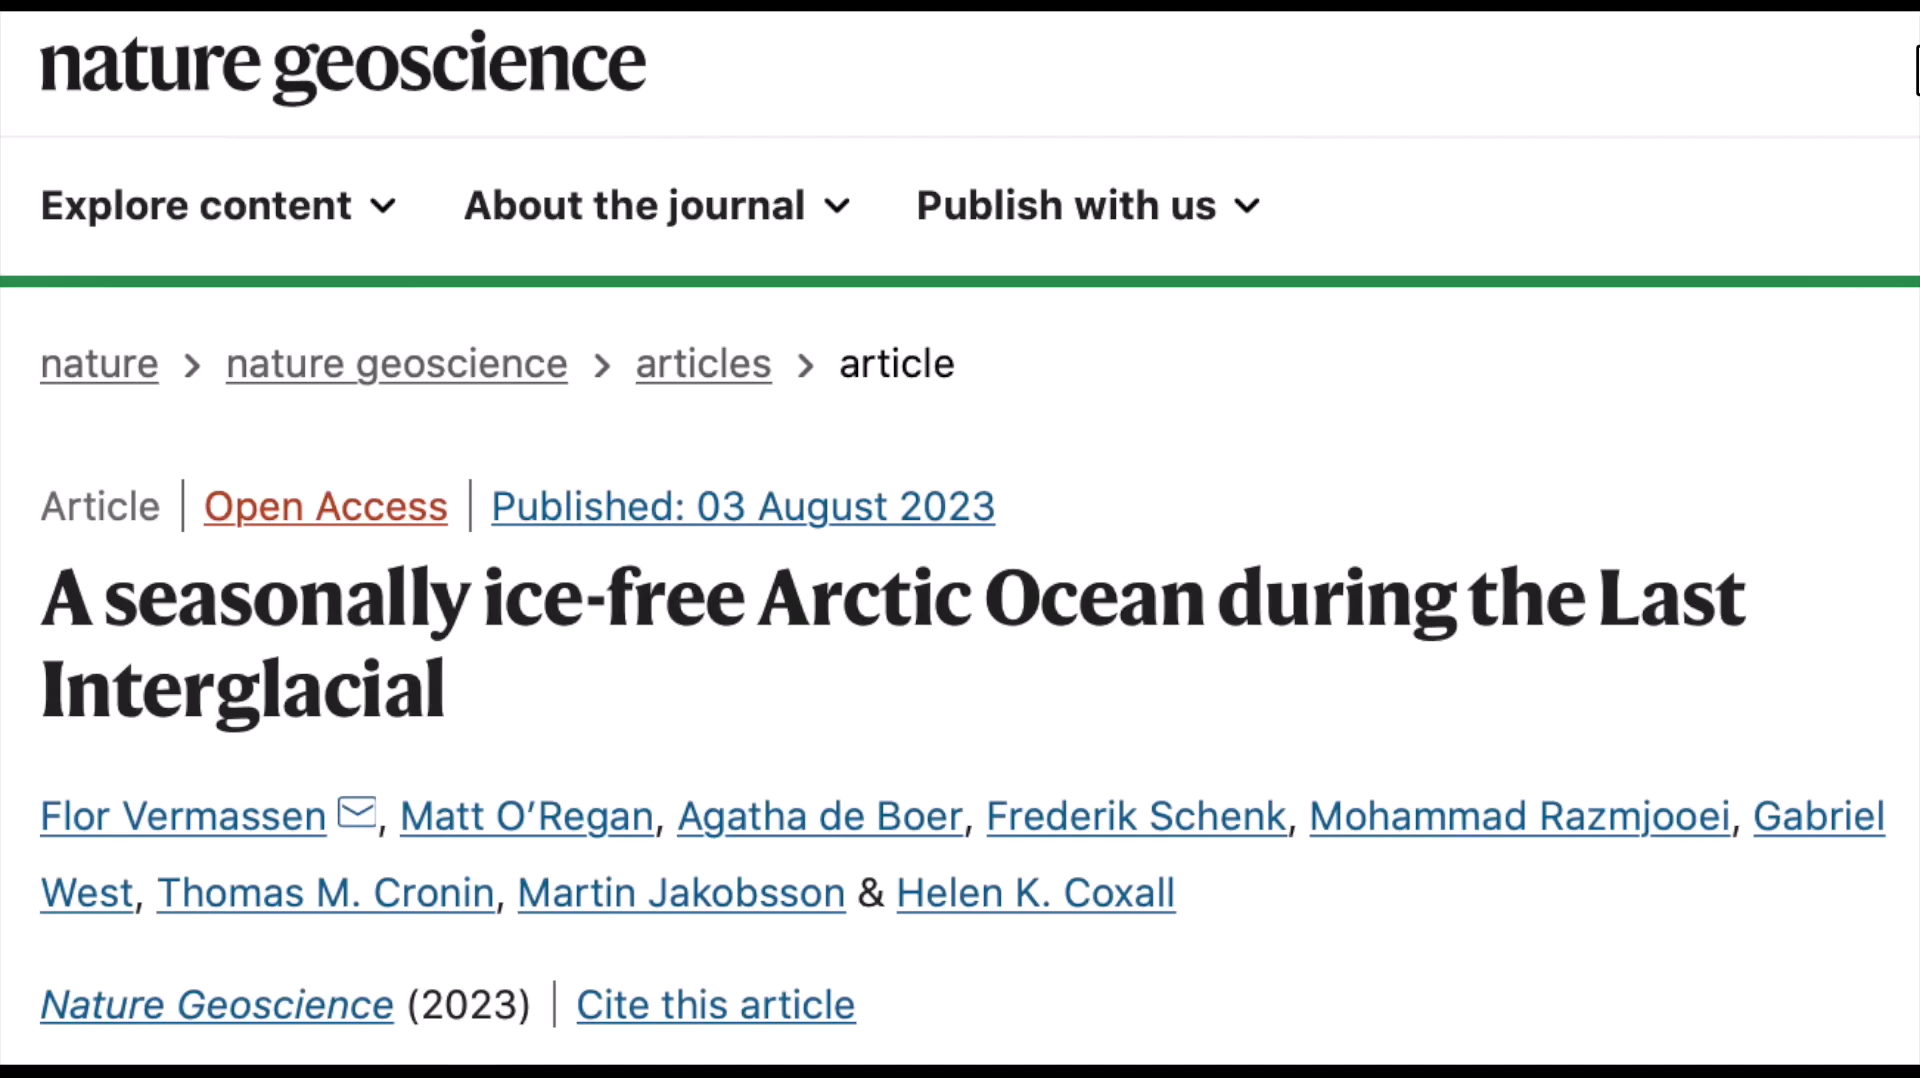 nature geoscience
Explore content About the journal Publish with us
nature > nature geoscience > articles > article
Article | Open Access | Published: 03 August 2023
A seasonally ice-free Arctic Ocean during the Last
Interglacial
Flor Vermassen, Matt O’Regan, Agatha de Boer, Frederik Schenk, Mohammad Razmjooei, Gabriel
West, Thomas M. Cronin, Martin Jakobsson & Helen K. Coxall
Nature Geoscience (2023) | Cite this article